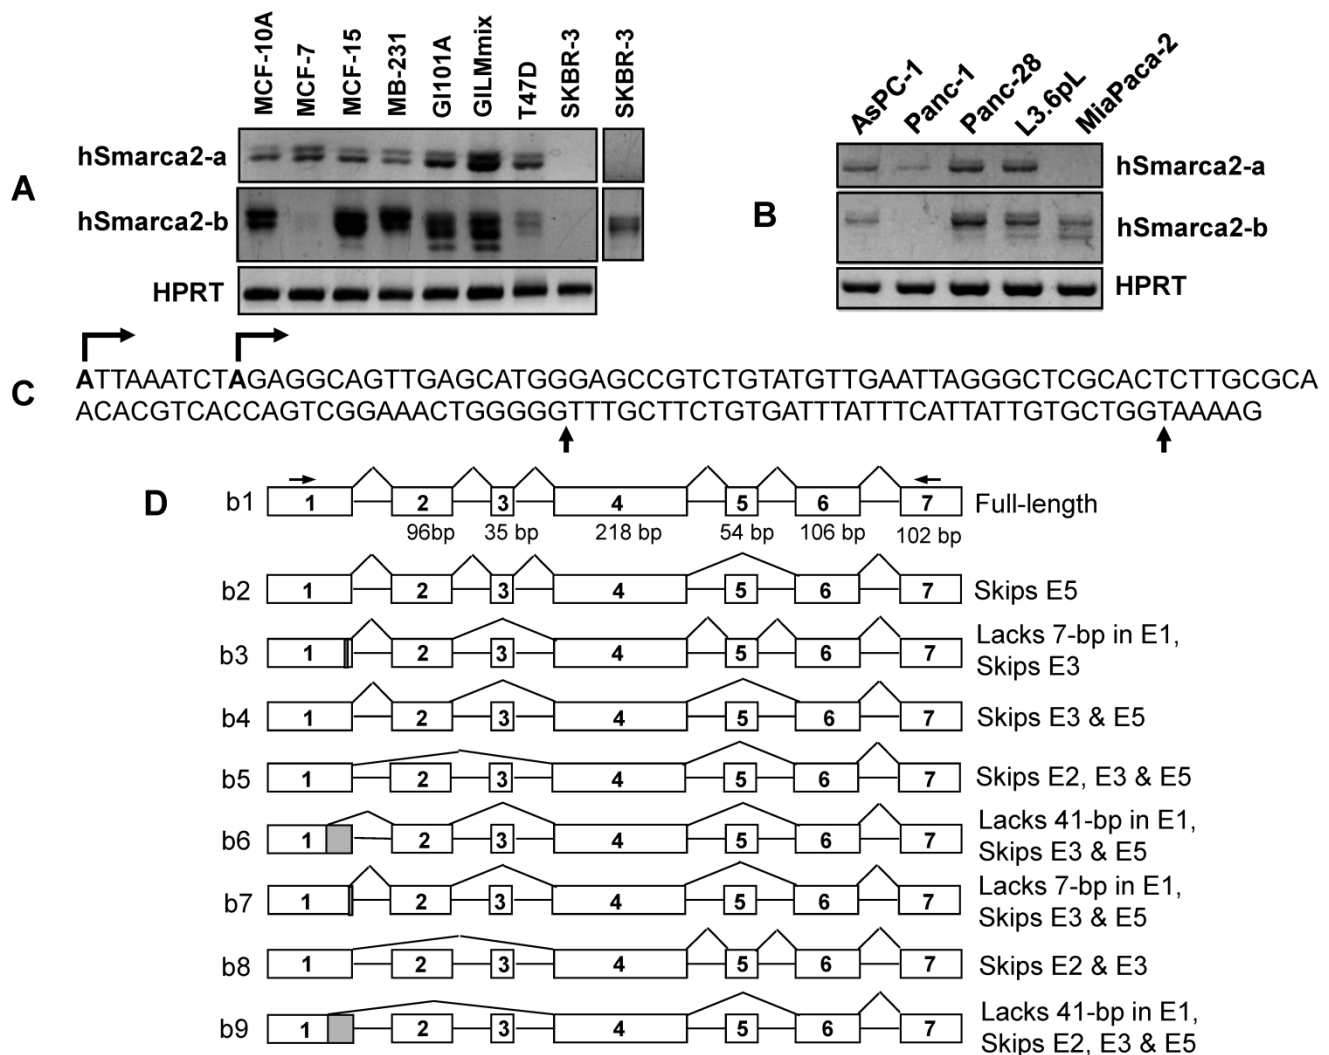 MCF-10A MCF-7 MCF-15 MB-231 GI101A GILMmix T47D SKBR-3 SKBR-3
hSmarca2-a
hSmarca2-b
HPRT
A
AsPC-1 Panc-1 Panc-28 L3.6pL MiaPaca-2
hSmarca2-a
hSmarca2-b
HPRT
B
C
ATTAAATCTAGAGGCAGTTGAGCATGGGAGCCGTCTGTATGTTGAATTAGGGCTCGCACTCTTGCGCA
ACACGTCACCAGTCGGAAACTGGGGGTTTGCTTCTGTGATTTATTTCATTATTGTGCTGGTAAAAG
D
b1 1 2 3 4 5 6 7 Full-length
96bp 35 bp 218 bp 54 bp 106 bp 102 bp
b2 1 2 3 4 5 6 7 Skips E5
b3 1 2 3 4 5 6 7 Lacks 7-bp in E1,
Skips E3
b4 1 2 3 4 5 6 7 Skips E3 & E5
b5 1 2 3 4 5 6 7 Skips E2, E3 & E5
b6 1 2 3 4 5 6 7 Lacks 41-bp in E1,
Skips E3 & E5
b7 1 2 3 4 5 6 7 Lacks 7-bp in E1,
Skips E3 & E5
b8 1 2 3 4 5 6 7 Skips E2 & E3
b9 1 2 3 4 5 6 7 Lacks 41-bp in E1,
Skips E2, E3 & E5